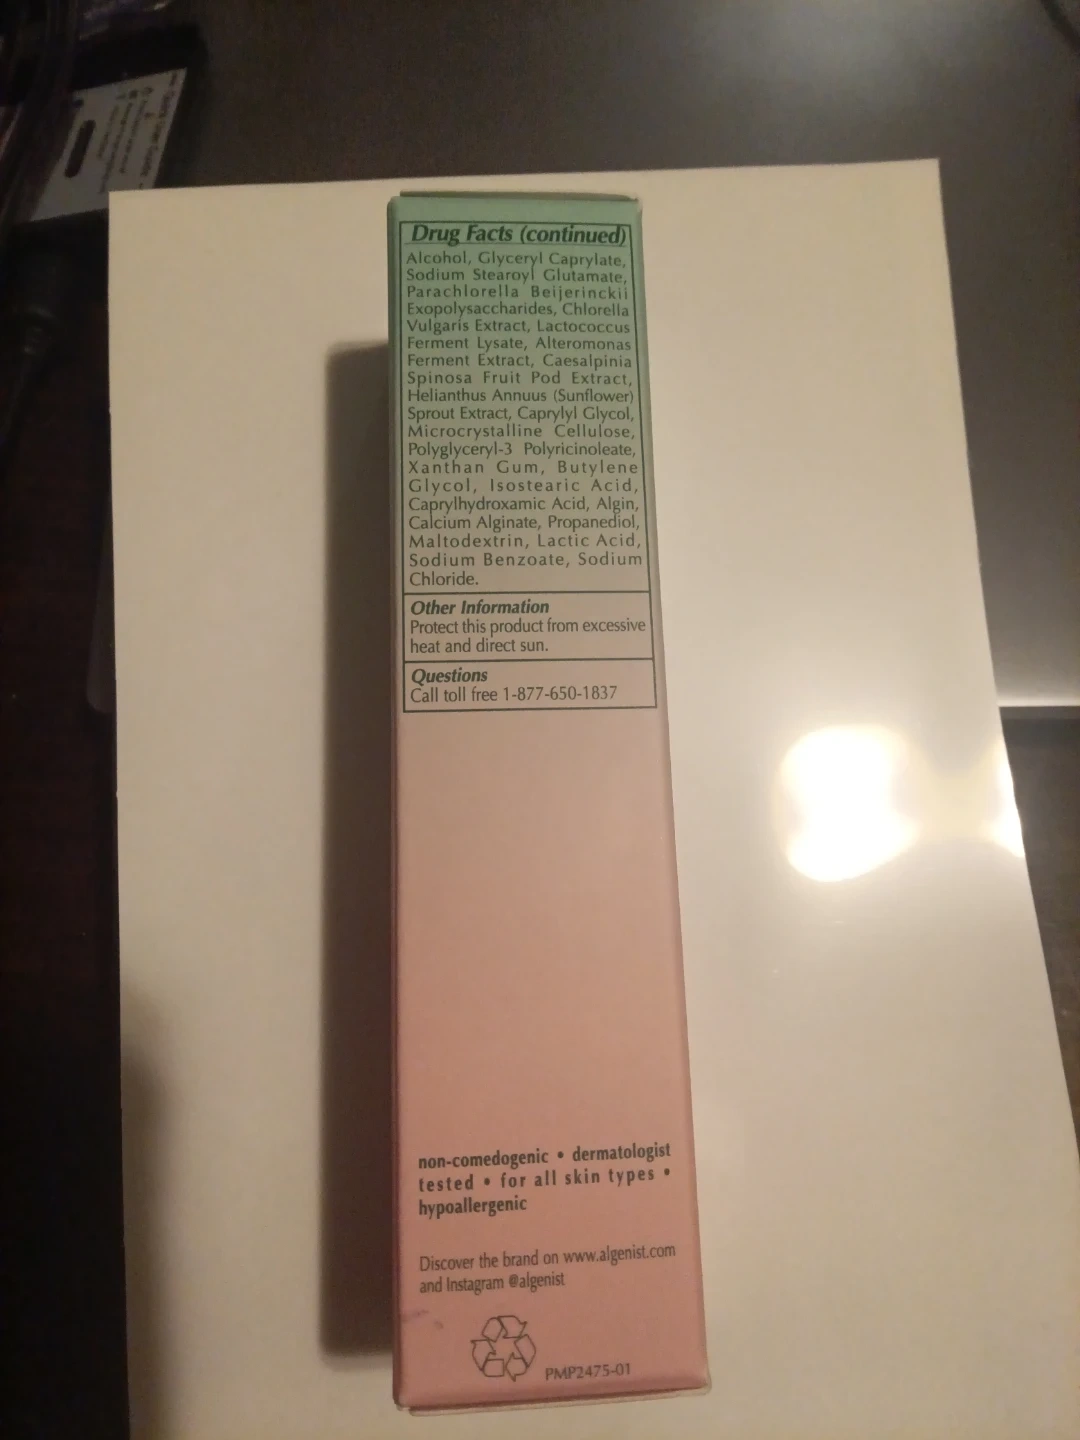 Drug Facts (continued)
Alcohol, Glyceryl Caprylate,
Sodium Stearoyl Glutamate,
Parachlorella Beijerinckii
Exopolysaccharides, Chlorella
Vulgaris Extract, Lactococcus
Ferment Lysate, Alteromonas
Ferment Extract, Caesalpinia
Spinosa Fruit Pod Extract,
Helianthus Annuus (Sunflower)
Sprout Extract, Caprylyl Glycol,
Microcrystalline Cellulose,
Polyglyceryl-3 Polyricinoleate,
Xanthan Gum, Butylene
Glycol, Isostearic Acid,
Caprylhydroxamic Acid, Algin,
Calcium Alginate, Propanediol,
Maltodextrin, Lactic Acid,
Sodium Benzoate, Sodium
Chloride.
Other Information
Protect this product from excessive
heat and direct sun.
Questions
Call toll free 1-877-650-1837
non-comedogenic • dermatologist
tested • for all skin types •
hypoallergenic
Discover the brand on www.algenist.com
and Instagram @algenist
PMP2475-01